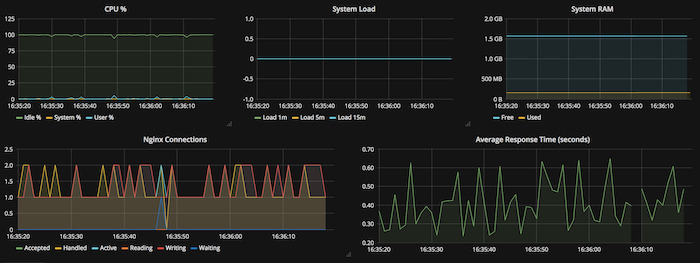 CPU %
125
100
75
50
25
0
16:35:20 16:35:30 16:35:40 16:35:50 16:36:00 16:36:10
Idle % System % User %
System Load
1.0
0.5
0
-0.5
-1.0
16:35:20 16:35:30 16:35:40 16:35:50 16:36:00 16:36:10
Load 1m Load 5m Load 15m
System RAM
2.0 GB
1.5 GB
1.0 GB
500 MB
0 B
16:35:20 16:35:30 16:35:40 16:35:50 16:36:00 16:36:10
Free Used
Nginx Connections
2.5
2.0
1.5
1.0
0.5
0
16:35:20 16:35:30 16:35:40 16:35:50 16:36:00 16:36:10
Accepted Handled Active Reading Writing Waiting
Average Response Time (seconds)
0.70
0.60
0.50
0.40
0.30
0.20
16:35:20 16:35:30 16:35:40 16:35:50 16:36:00 16:36:10